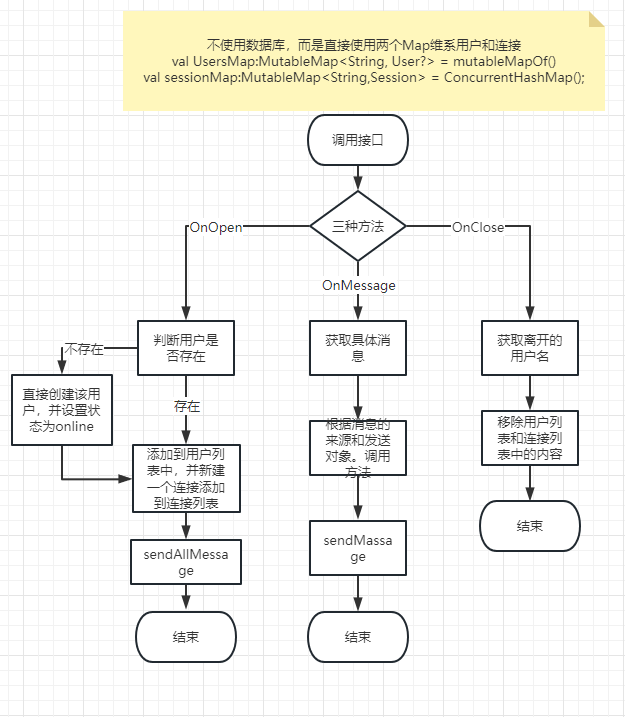 不使用数据库，而是直接使用两个Map维系用户和连接
val UsersMap:MutableMap<String, User?> = mutableMapOf()
val sessionMap:MutableMap<String,Session> = ConcurrentHashMap();
调用接口
三种方法
OnOpen
OnClose
OnMessage
判断用户是
否存在
获取具体消
息
获取离开的
用户名
不存在
直接创建该用
户，并设置状
态为online
存在
根据消息的
来源和发送
对象。调用
方法
移除用户列
表和连接列
表中的内容
添加到用户列
表中，并新建
一个连接添加
到连接列表
sendAllMessa
ge
sendMassa
ge
结束
结束
结束